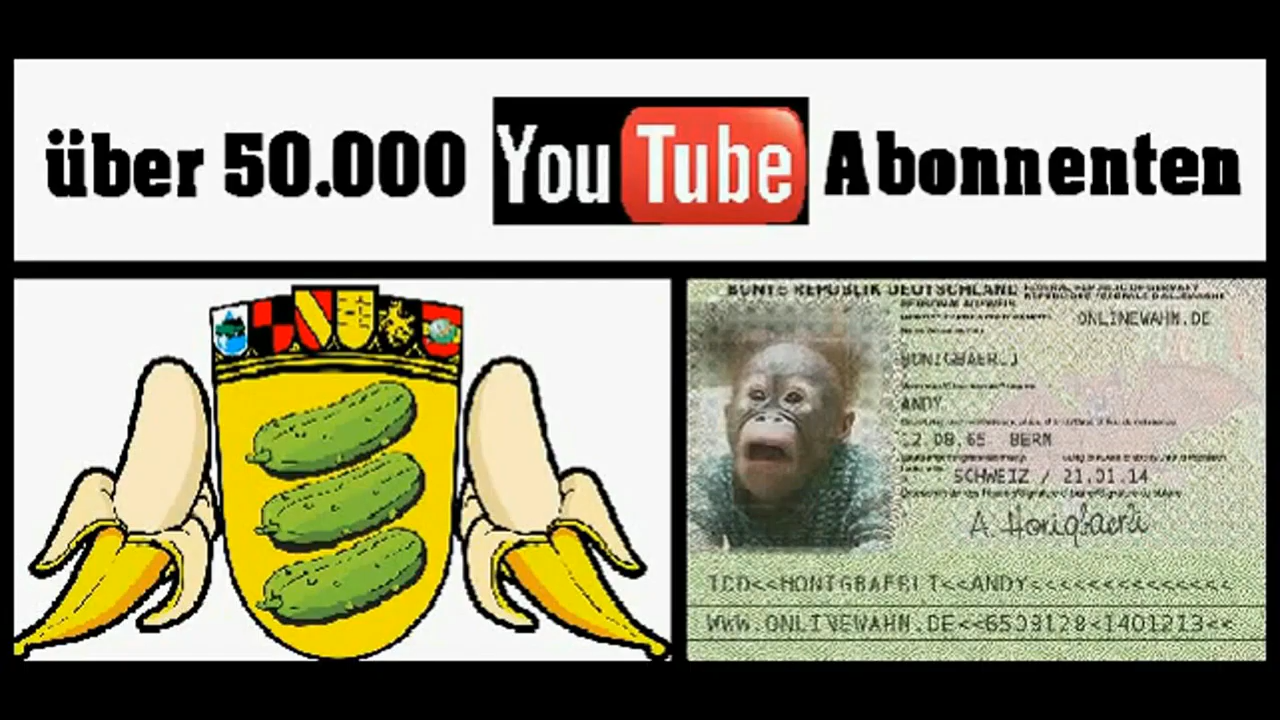 über 50.000 YouTube Abonnenten
BUNTE REPUBLIK DEUTSCHLAND
ONLINEWAHN.DE
HONIGBAERLI
ANDY
12.08.65 BERN
SCHWEIZ / 21.01.14
A. Honigbaerli
IDD<<HONIGBAERLI<<ANDY<<<<<<<<<<<<<
WWW.ONLINEWAHN.DE<<6508128<1401213<<